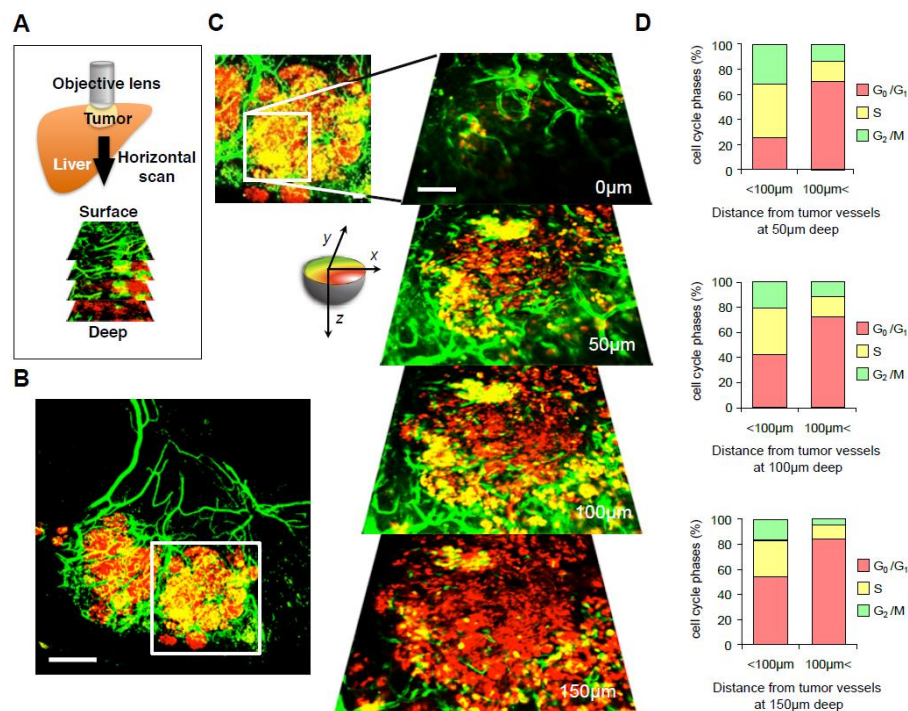 A
Objective lens
Tumor
Liver
Horizontal
scan
Surface
Deep
B
C
0µm
y
x
z
50µm
100µm
150µm
D
cell cycle phases (%)
100
80
60
40
20
0
<100µm 100µm<
G₀/G₁
S
G₂/M
Distance from tumor vessels
at 50µm deep
cell cycle phases (%)
100
80
60
40
20
0
<100µm 100µm<
G₀/G₁
S
G₂/M
Distance from tumor vessels
at 100µm deep
cell cycle phases (%)
100
80
60
40
20
0
<100µm 100µm<
G₀/G₁
S
G₂/M
Distance from tumor vessels
at 150µm deep